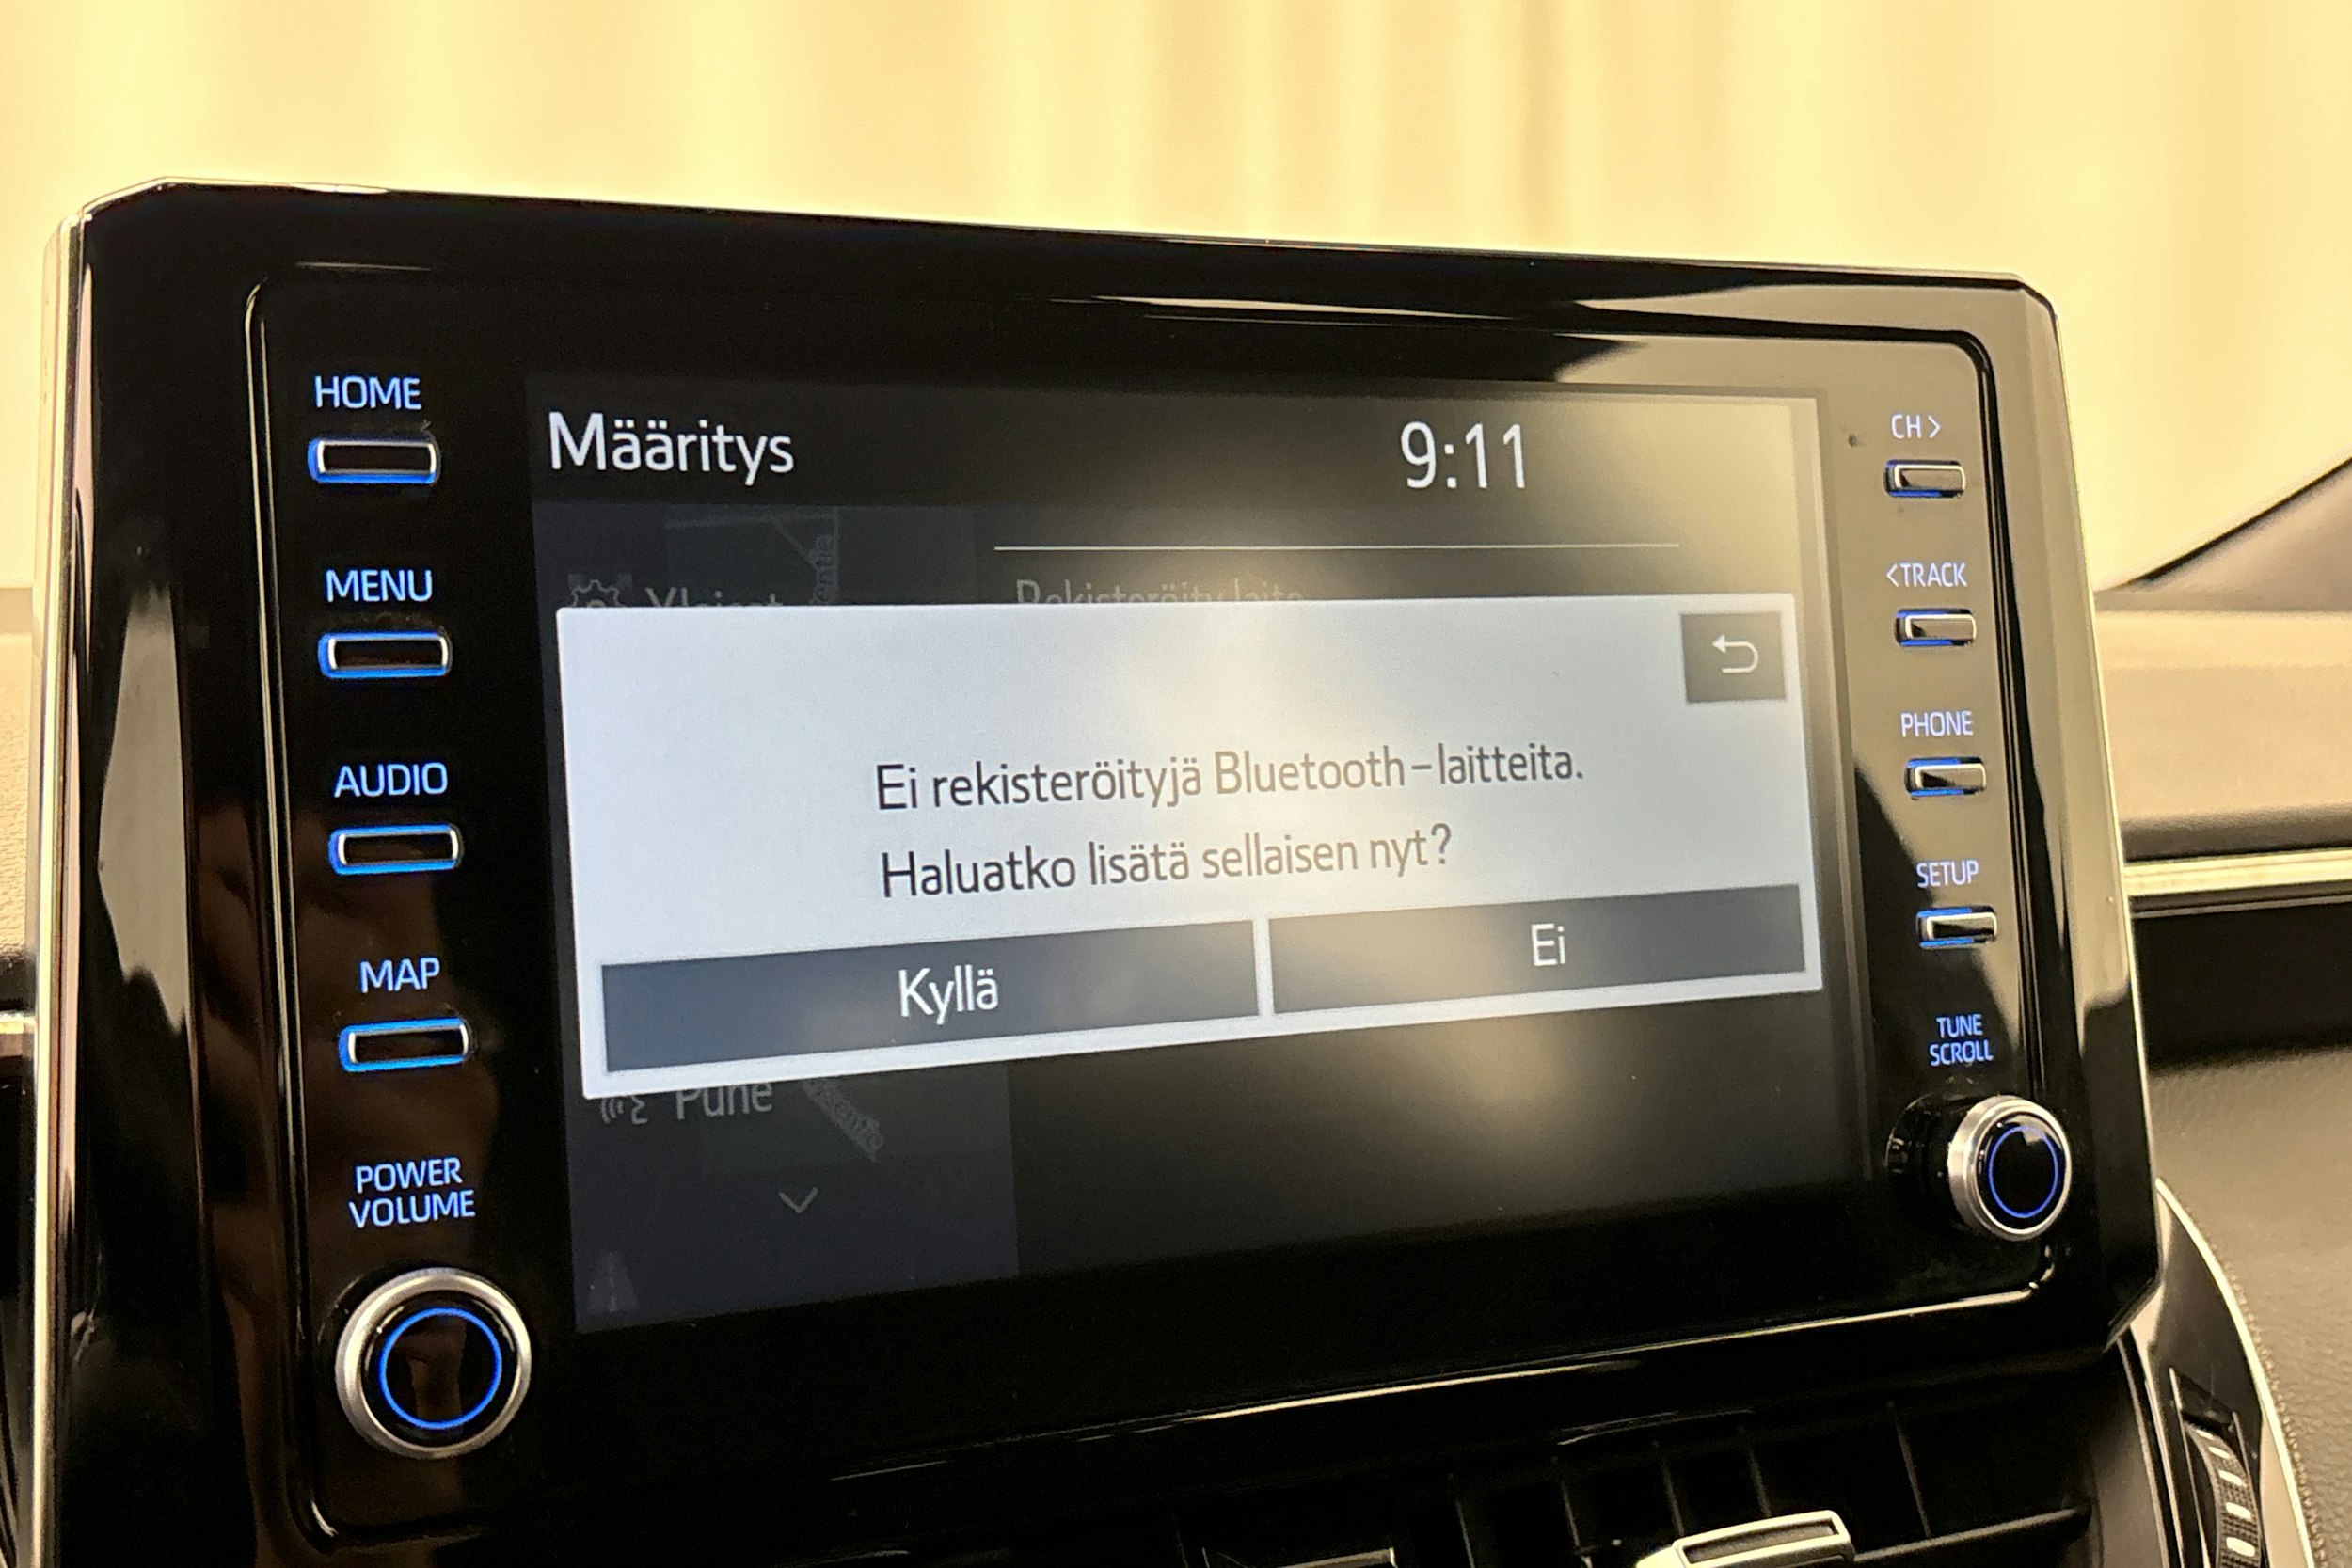 HOME
MENU
AUDIO
MAP
POWER
VOLUME
Määritys
9:11
Ei rekisteröityjä Bluetooth-laitteita.
Haluatko lisätä sellaisen nyt?
Kyllä
Ei
Puhe
CH >
< TRACK
PHONE
SETUP
TUNE
SCROLL